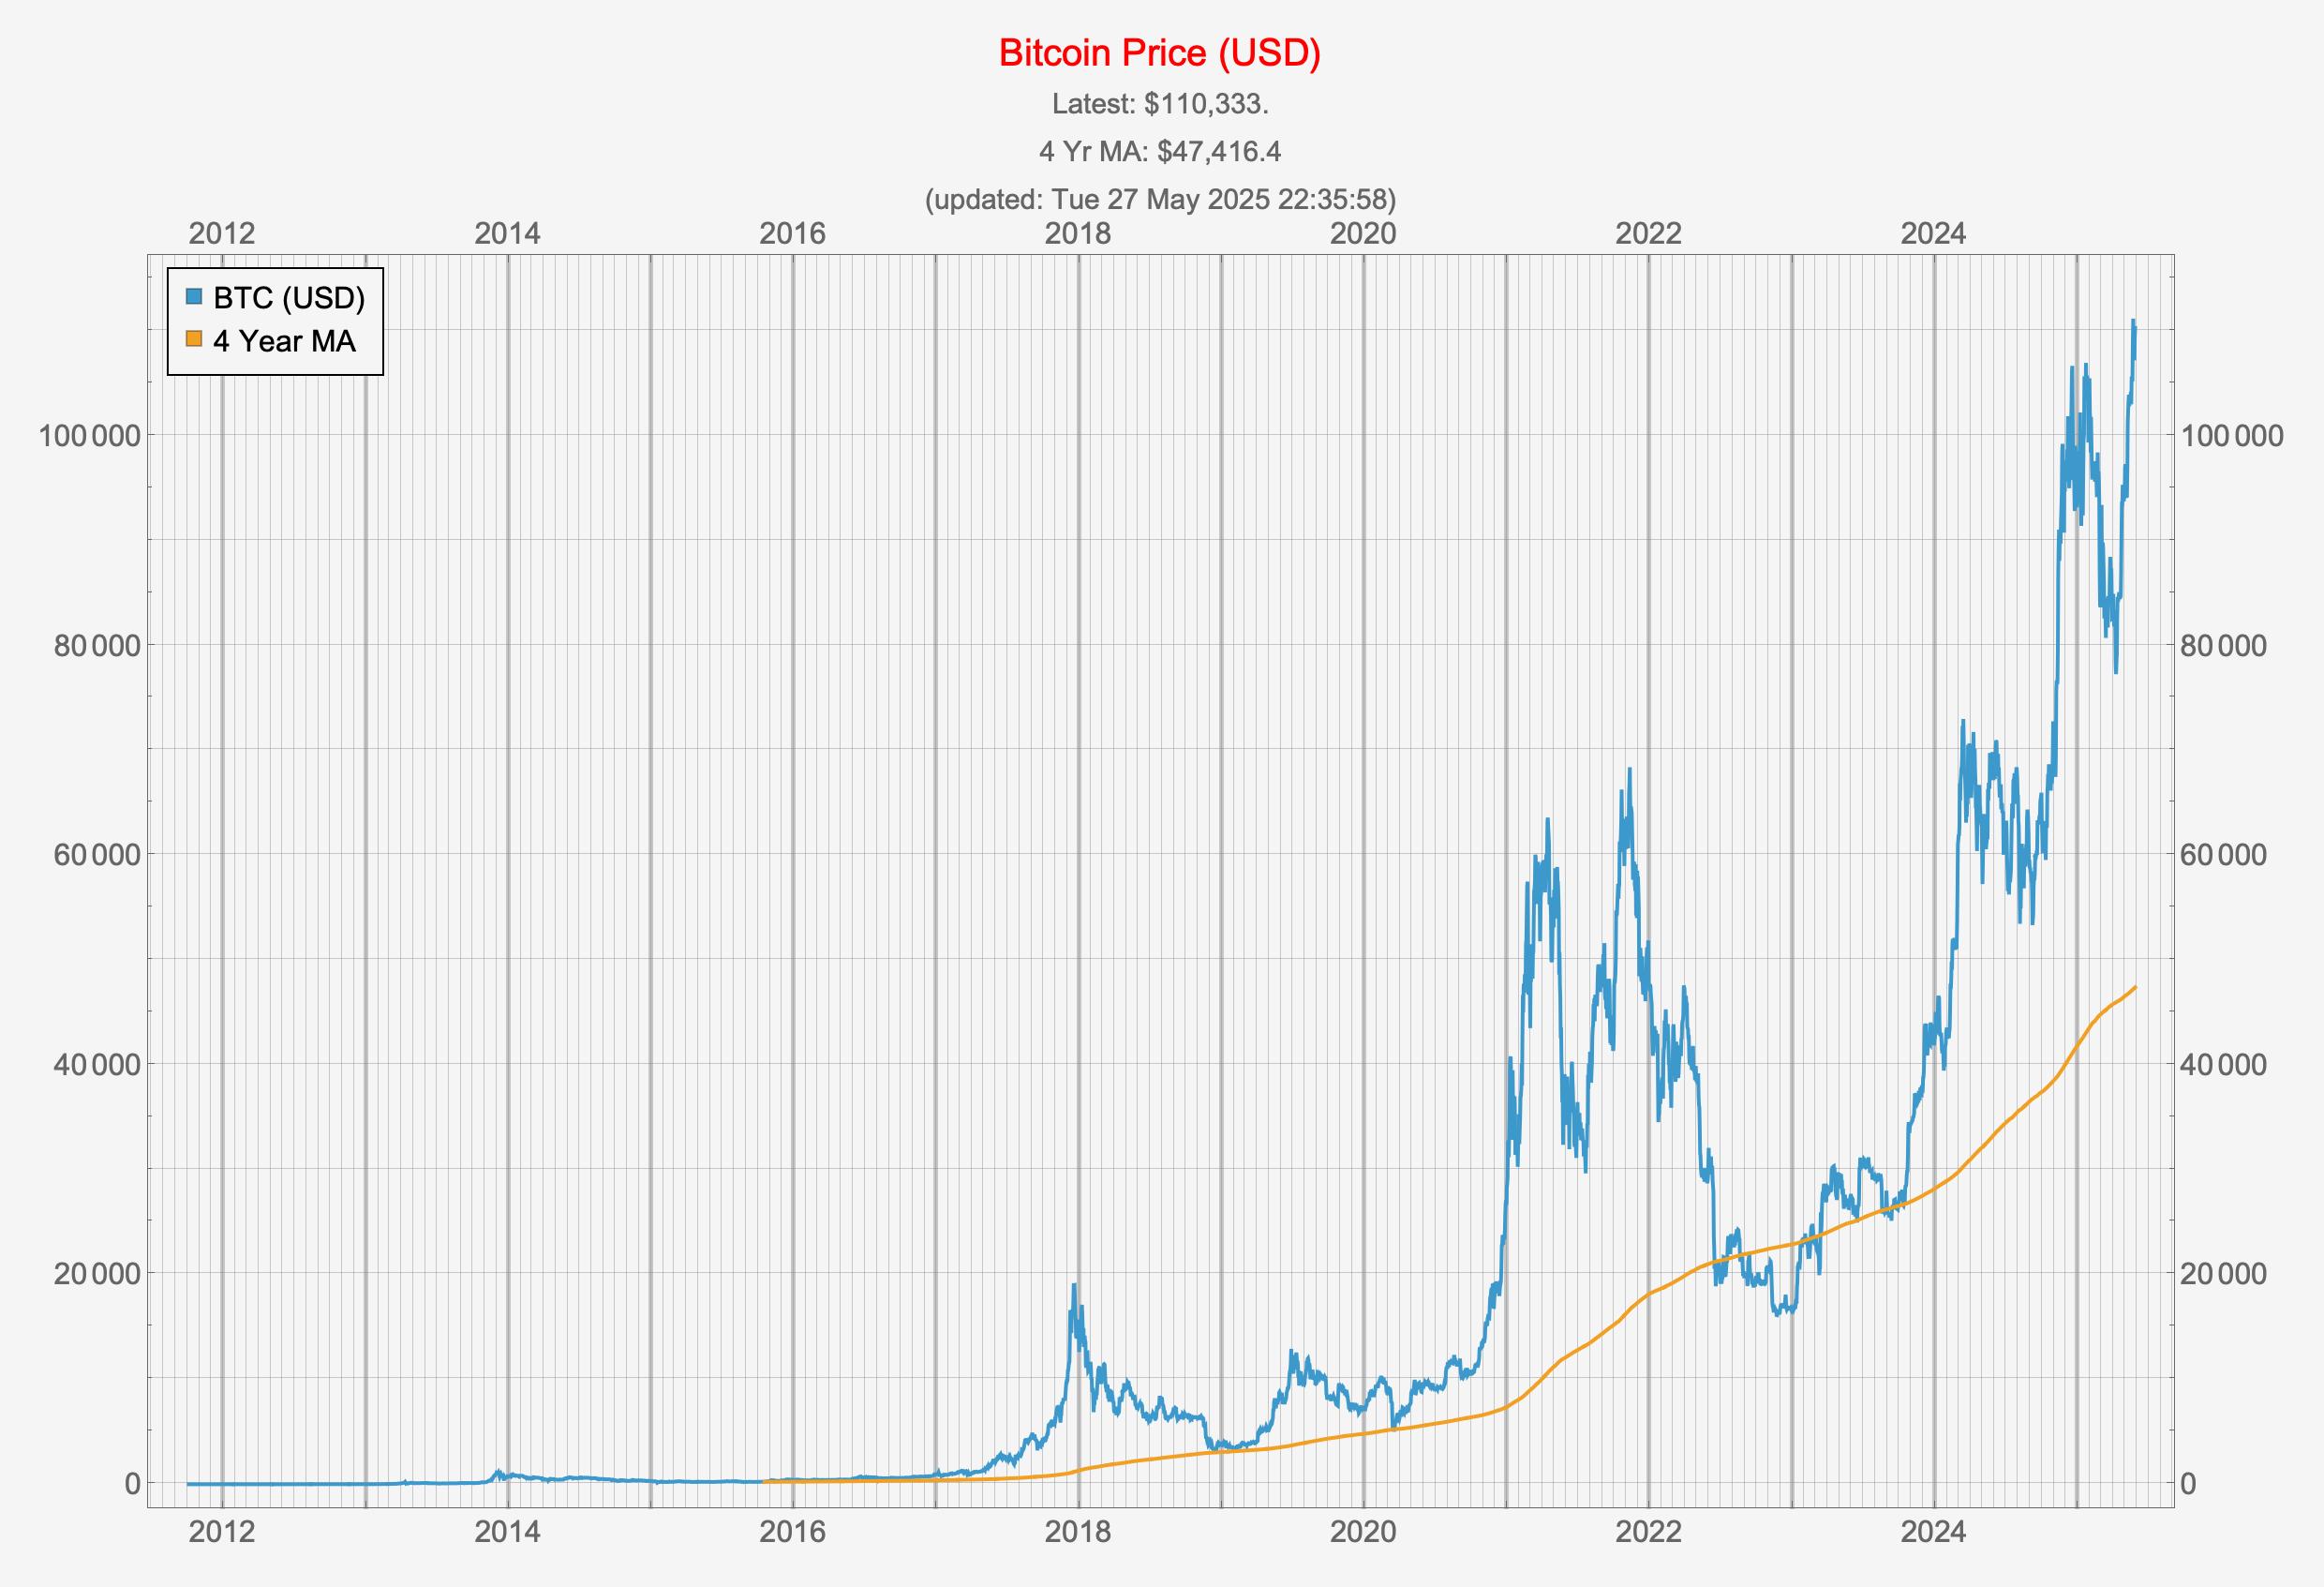 Bitcoin Price (USD)
Latest: $110,333.
4 Yr MA: $47,416.4
(updated: Tue 27 May 2025 22:35:58)
2012 2014 2016 2018 2020 2022 2024
BTC (USD)
4 Year MA
100 000 100 000
80 000 80 000
60 000 60 000
40 000 40 000
20 000 20 000
0 0
2012 2014 2016 2018 2020 2022 2024